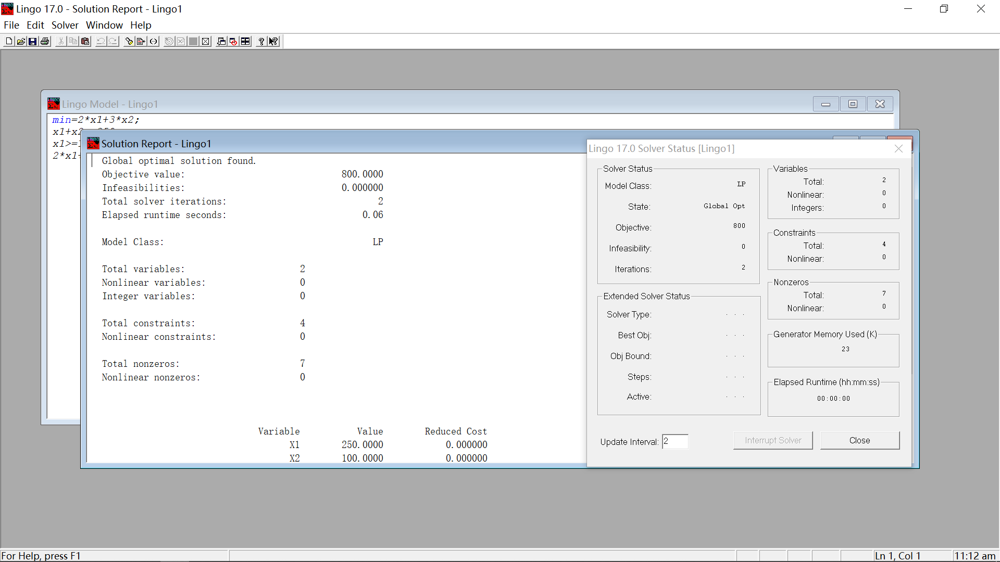 Lingo 17.0 - Solution Report - Lingo1
File Edit Solver Window Help
Lingo Model - Lingo1
min=2*x1+3*x2;
x1+x2
x1>=
2*x1+
Solution Report - Lingo1
Global optimal solution found.
Objective value: 800.0000
Infeasibilities: 0.000000
Total solver iterations: 2
Elapsed runtime seconds: 0.06
Model Class: LP
Total variables: 2
Nonlinear variables: 0
Integer variables: 0
Total constraints: 4
Nonlinear constraints: 0
Total nonzeros: 7
Nonlinear nonzeros: 0
Variable Value Reduced Cost
X1 250.0000 0.000000
X2 100.0000 0.000000
Lingo 17.0 Solver Status [Lingo1]
Solver Status
Model Class: LP
State: Global Opt
Objective: 800
Infeasibility: 0
Iterations: 2
Extended Solver Status
Solver Type: . . .
Best Obj: . . .
Obj Bound: . . .
Steps: . . .
Active: . . .
Variables
Total: 2
Nonlinear: 0
Integers: 0
Constraints
Total: 4
Nonlinear: 0
Nonzeros
Total: 7
Nonlinear: 0
Generator Memory Used (K)
23
Elapsed Runtime (hh:mm:ss)
00:00:00
Update Interval: 2
Interrupt Solver
Close
For Help, press F1
Ln 1, Col 1
11:12 am